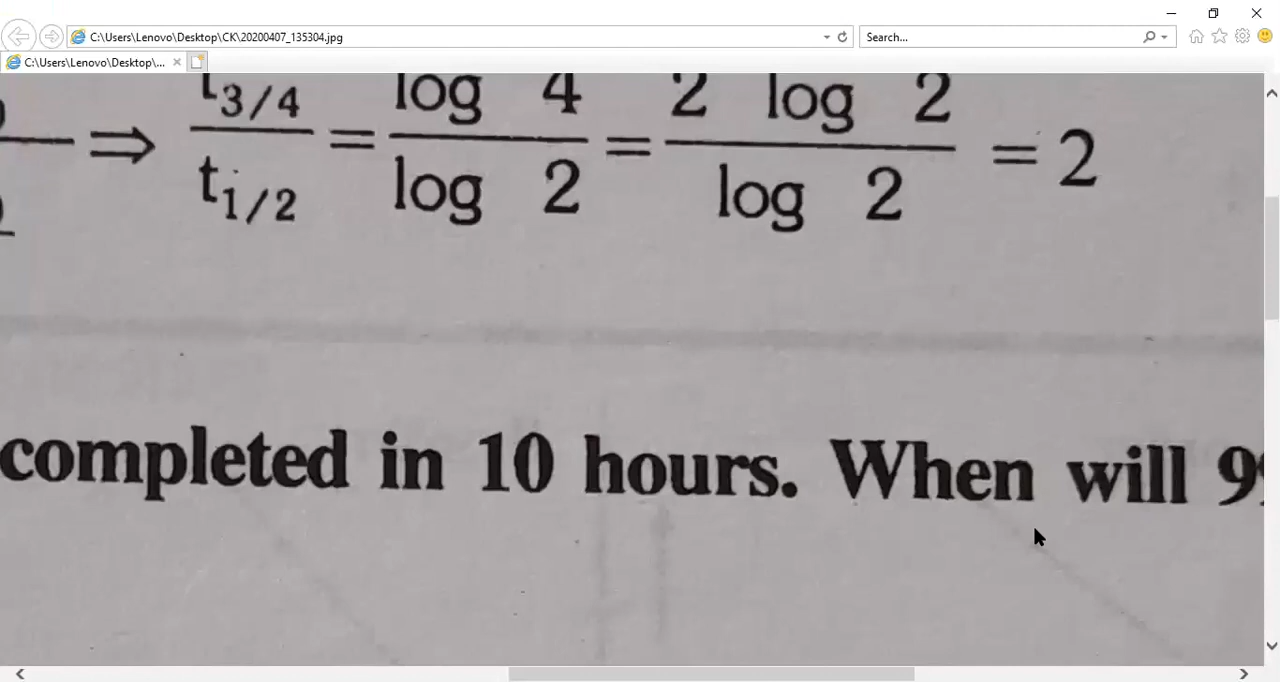 C:\Users\Lenovo\Desktop\CK\20200407_135304.jpg
Search...
C:\Users\Lenovo\Desktop\...
⇒ t3/4 / t1/2 = log 4 / log 2 = 2 log 2 / log 2 = 2
completed in 10 hours. When will 9